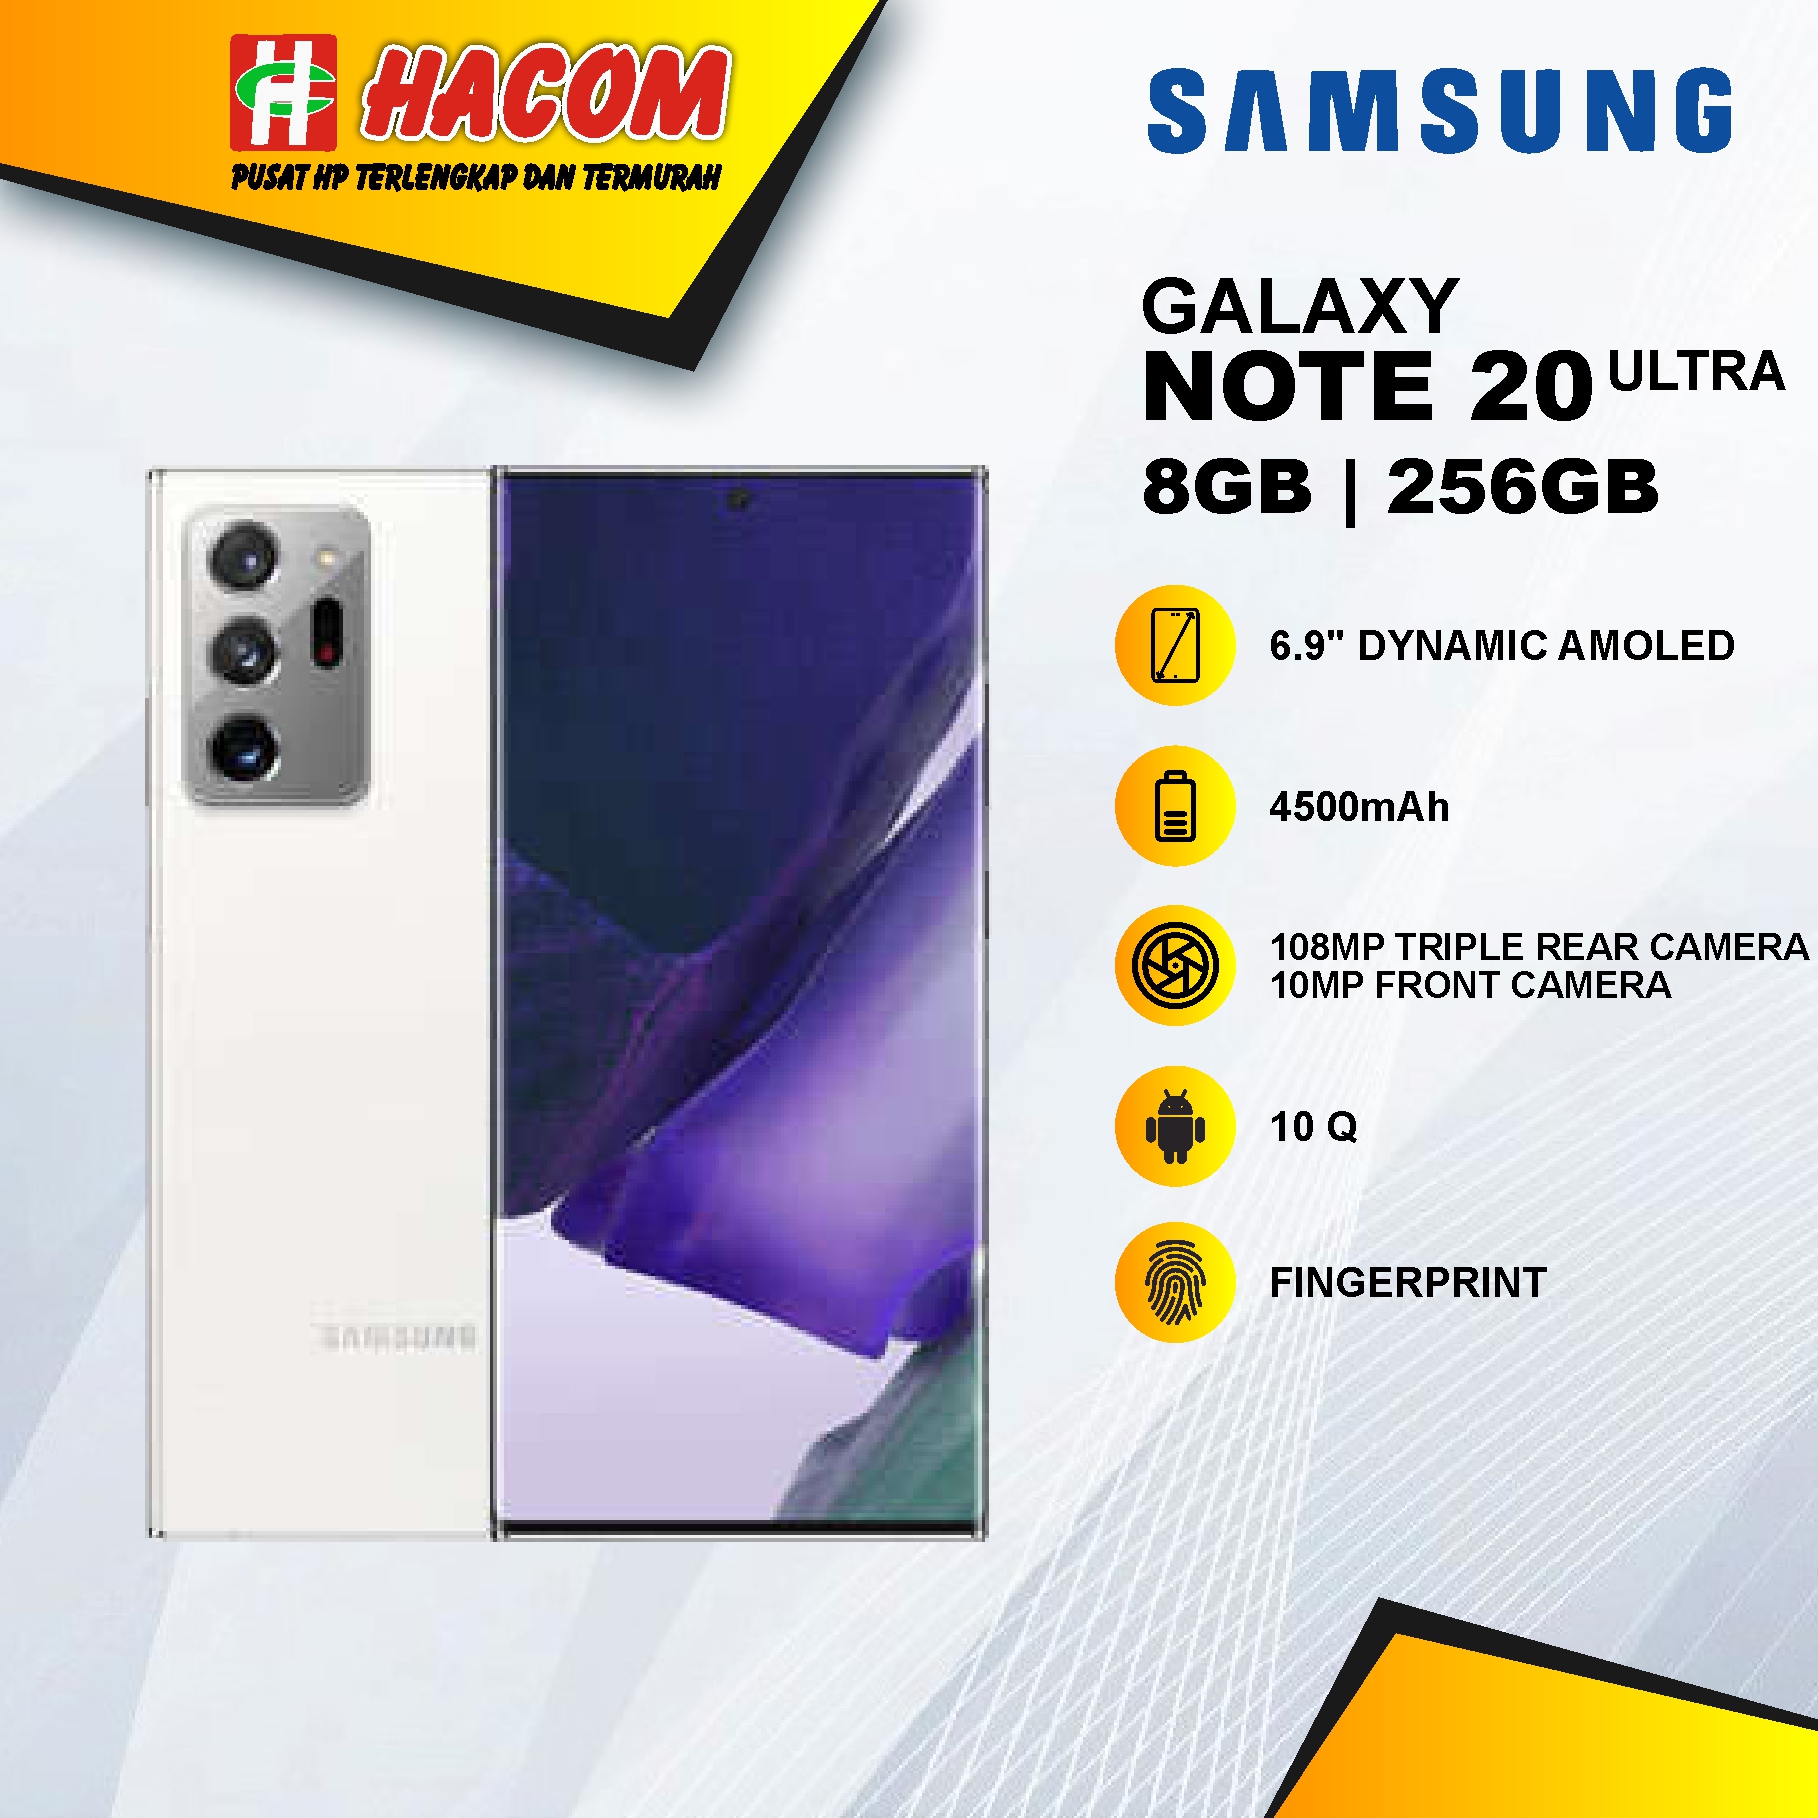 HACOM
PUSAT HP TERLENGKAP DAN TERMURAH
SAMSUNG
GALAXY
NOTE 20 ULTRA
8GB | 256GB
6.9" DYNAMIC AMOLED
4500mAh
108MP TRIPLE REAR CAMERA
10MP FRONT CAMERA
10 Q
FINGERPRINT
SAMSUNG